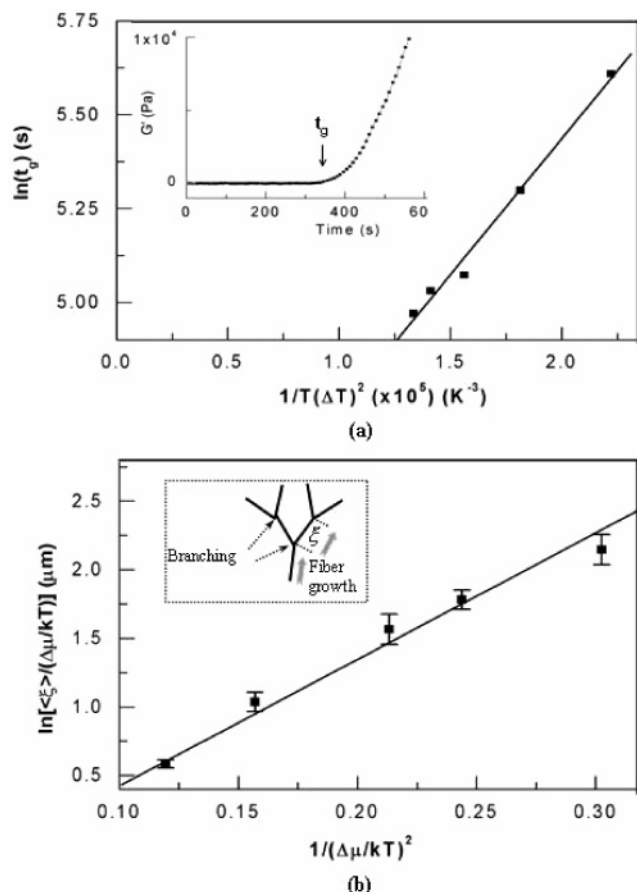 1x10⁴
G' (Pa)
t_g
0
0 200 400 60
Time (s)
ln(t_g) (s)
5.50
5.25
5.00
0.0 0.5 1.0 1.5 2.0
1/T(ΔT)² (x10⁵) (K⁻³)
(a)
Branching
ξ
Fiber
growth
ln[<ξ>/(Δμ/kT)] (μm)
2.5
2.0
1.5
1.0
0.5
0.10 0.15 0.20 0.25 0.30
1/(Δμ/kT)²
(b)